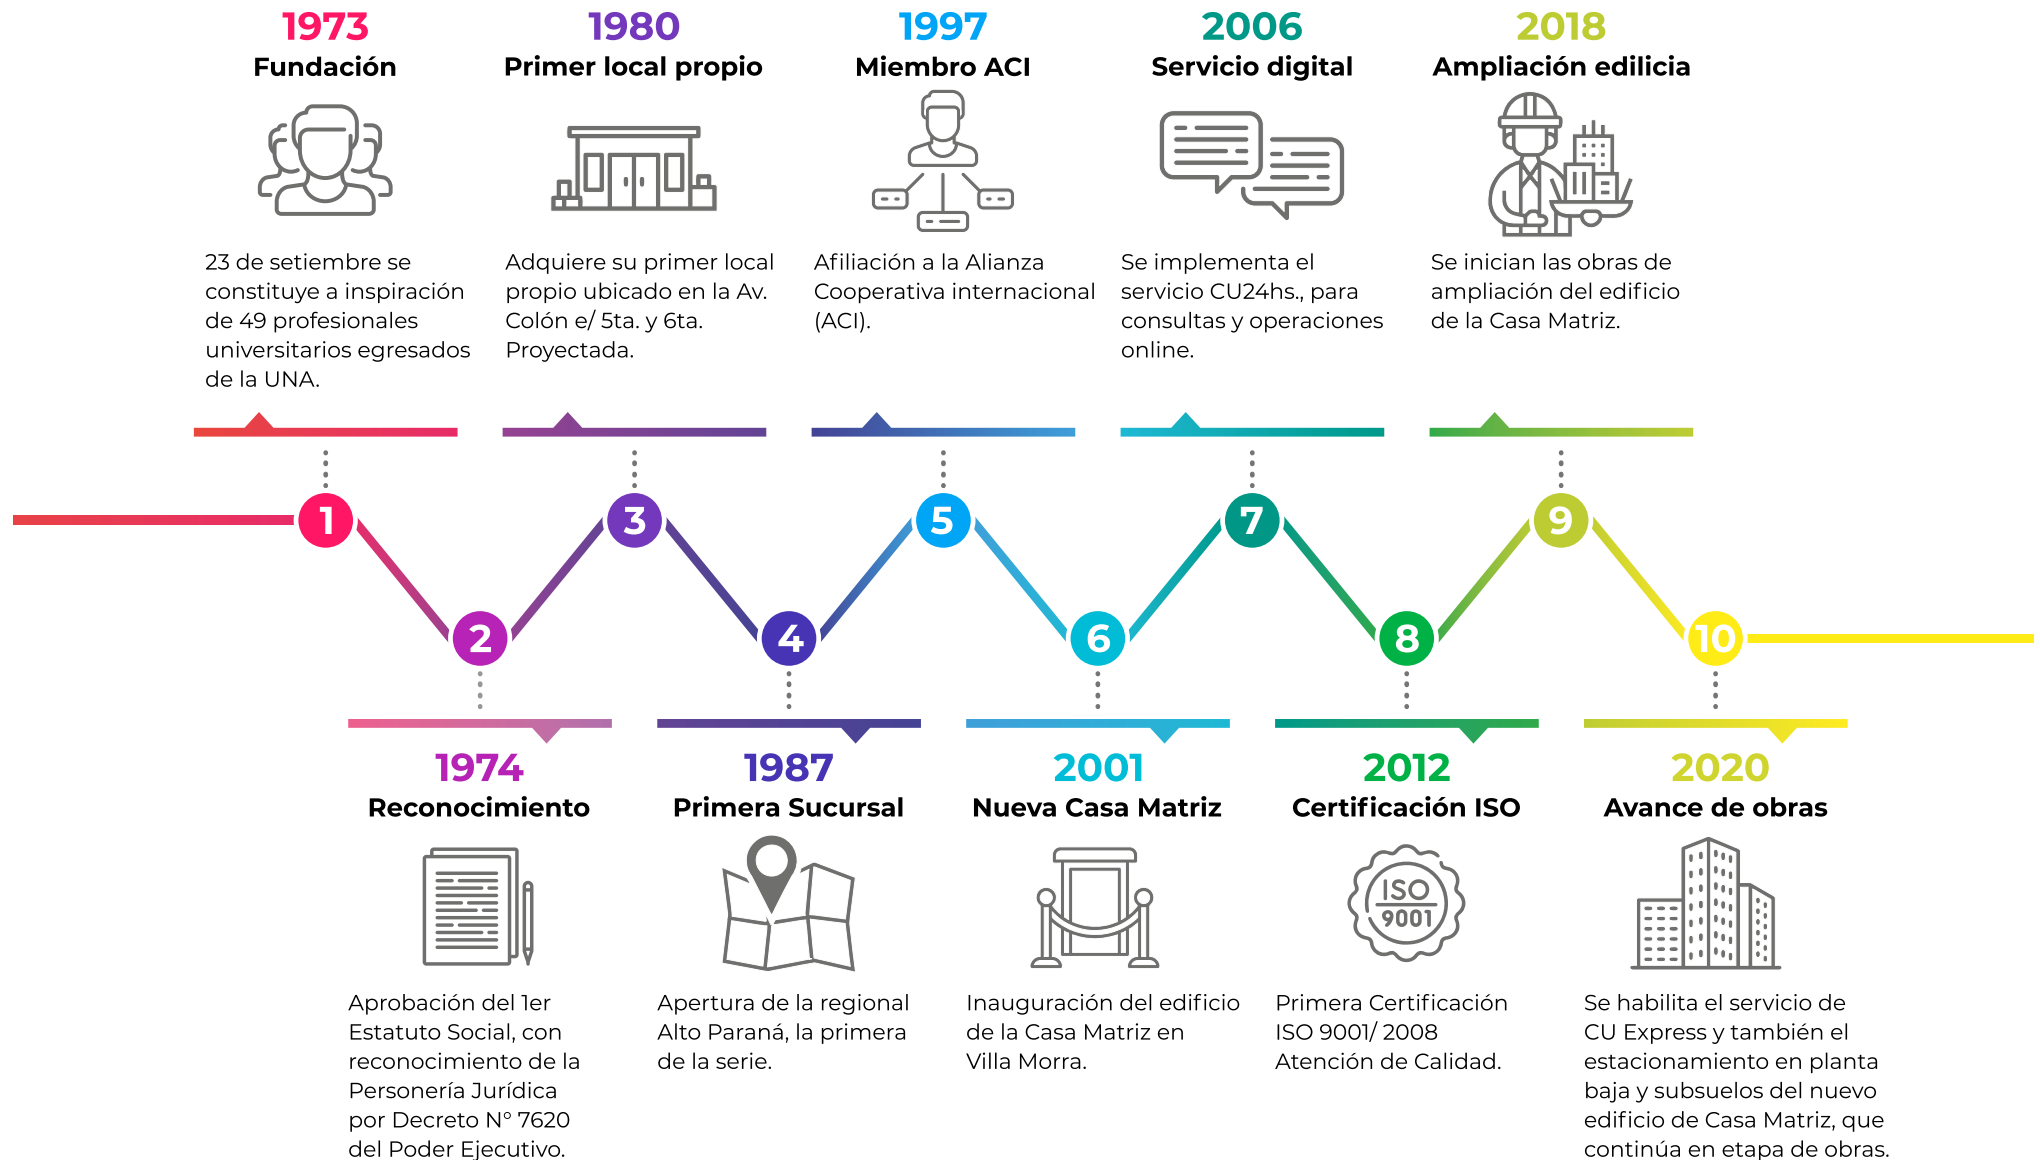 1973
Fundación
23 de setiembre se
constituye a inspiración
de 49 profesionales
universitarios egresados
de la UNA.
1
1974
Reconocimiento
Aprobación del 1er
Estatuto Social, con
reconocimiento de la
Personería Jurídica
por Decreto N° 7620
del Poder Ejecutivo.
2
1980
Primer local propio
Adquiere su primer local
propio ubicado en la Av.
Colón e/ 5ta. y 6ta.
Proyectada.
3
1987
Primera Sucursal
Apertura de la regional
Alto Paraná, la primera
de la serie.
4
1997
Miembro ACI
Afiliación a la Alianza
Cooperativa internacional
(ACI).
5
2001
Nueva Casa Matriz
Inauguración del edificio
de la Casa Matriz en
Villa Morra.
6
2006
Servicio digital
Se implementa el
servicio CU24hs., para
consultas y operaciones
online.
7
2012
Certificación ISO
ISO
9001
Primera Certificación
ISO 9001/ 2008
Atención de Calidad.
8
2018
Ampliación edilicia
Se inician las obras de
ampliación del edificio
de la Casa Matriz.
9
2020
Avance de obras
Se habilita el servicio de
CU Express y también el
estacionamiento en planta
baja y subsuelos del nuevo
edificio de Casa Matriz, que
continúa en etapa de obras.
10